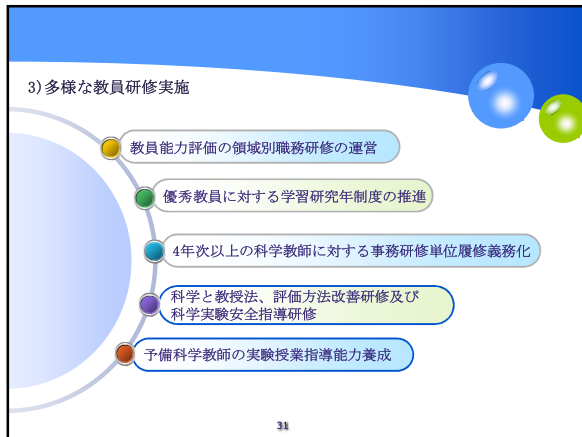 3)多様な教員研修実施
教員能力評価の領域別職務研修の運営
優秀教員に対する学習研究年制度の推進
4年次以上の科学教師に対する事務研修単位履修義務化
科学と教授法、評価方法改善研修及び
科学実験安全指導研修
予備科学教師の実験授業指導能力養成
31